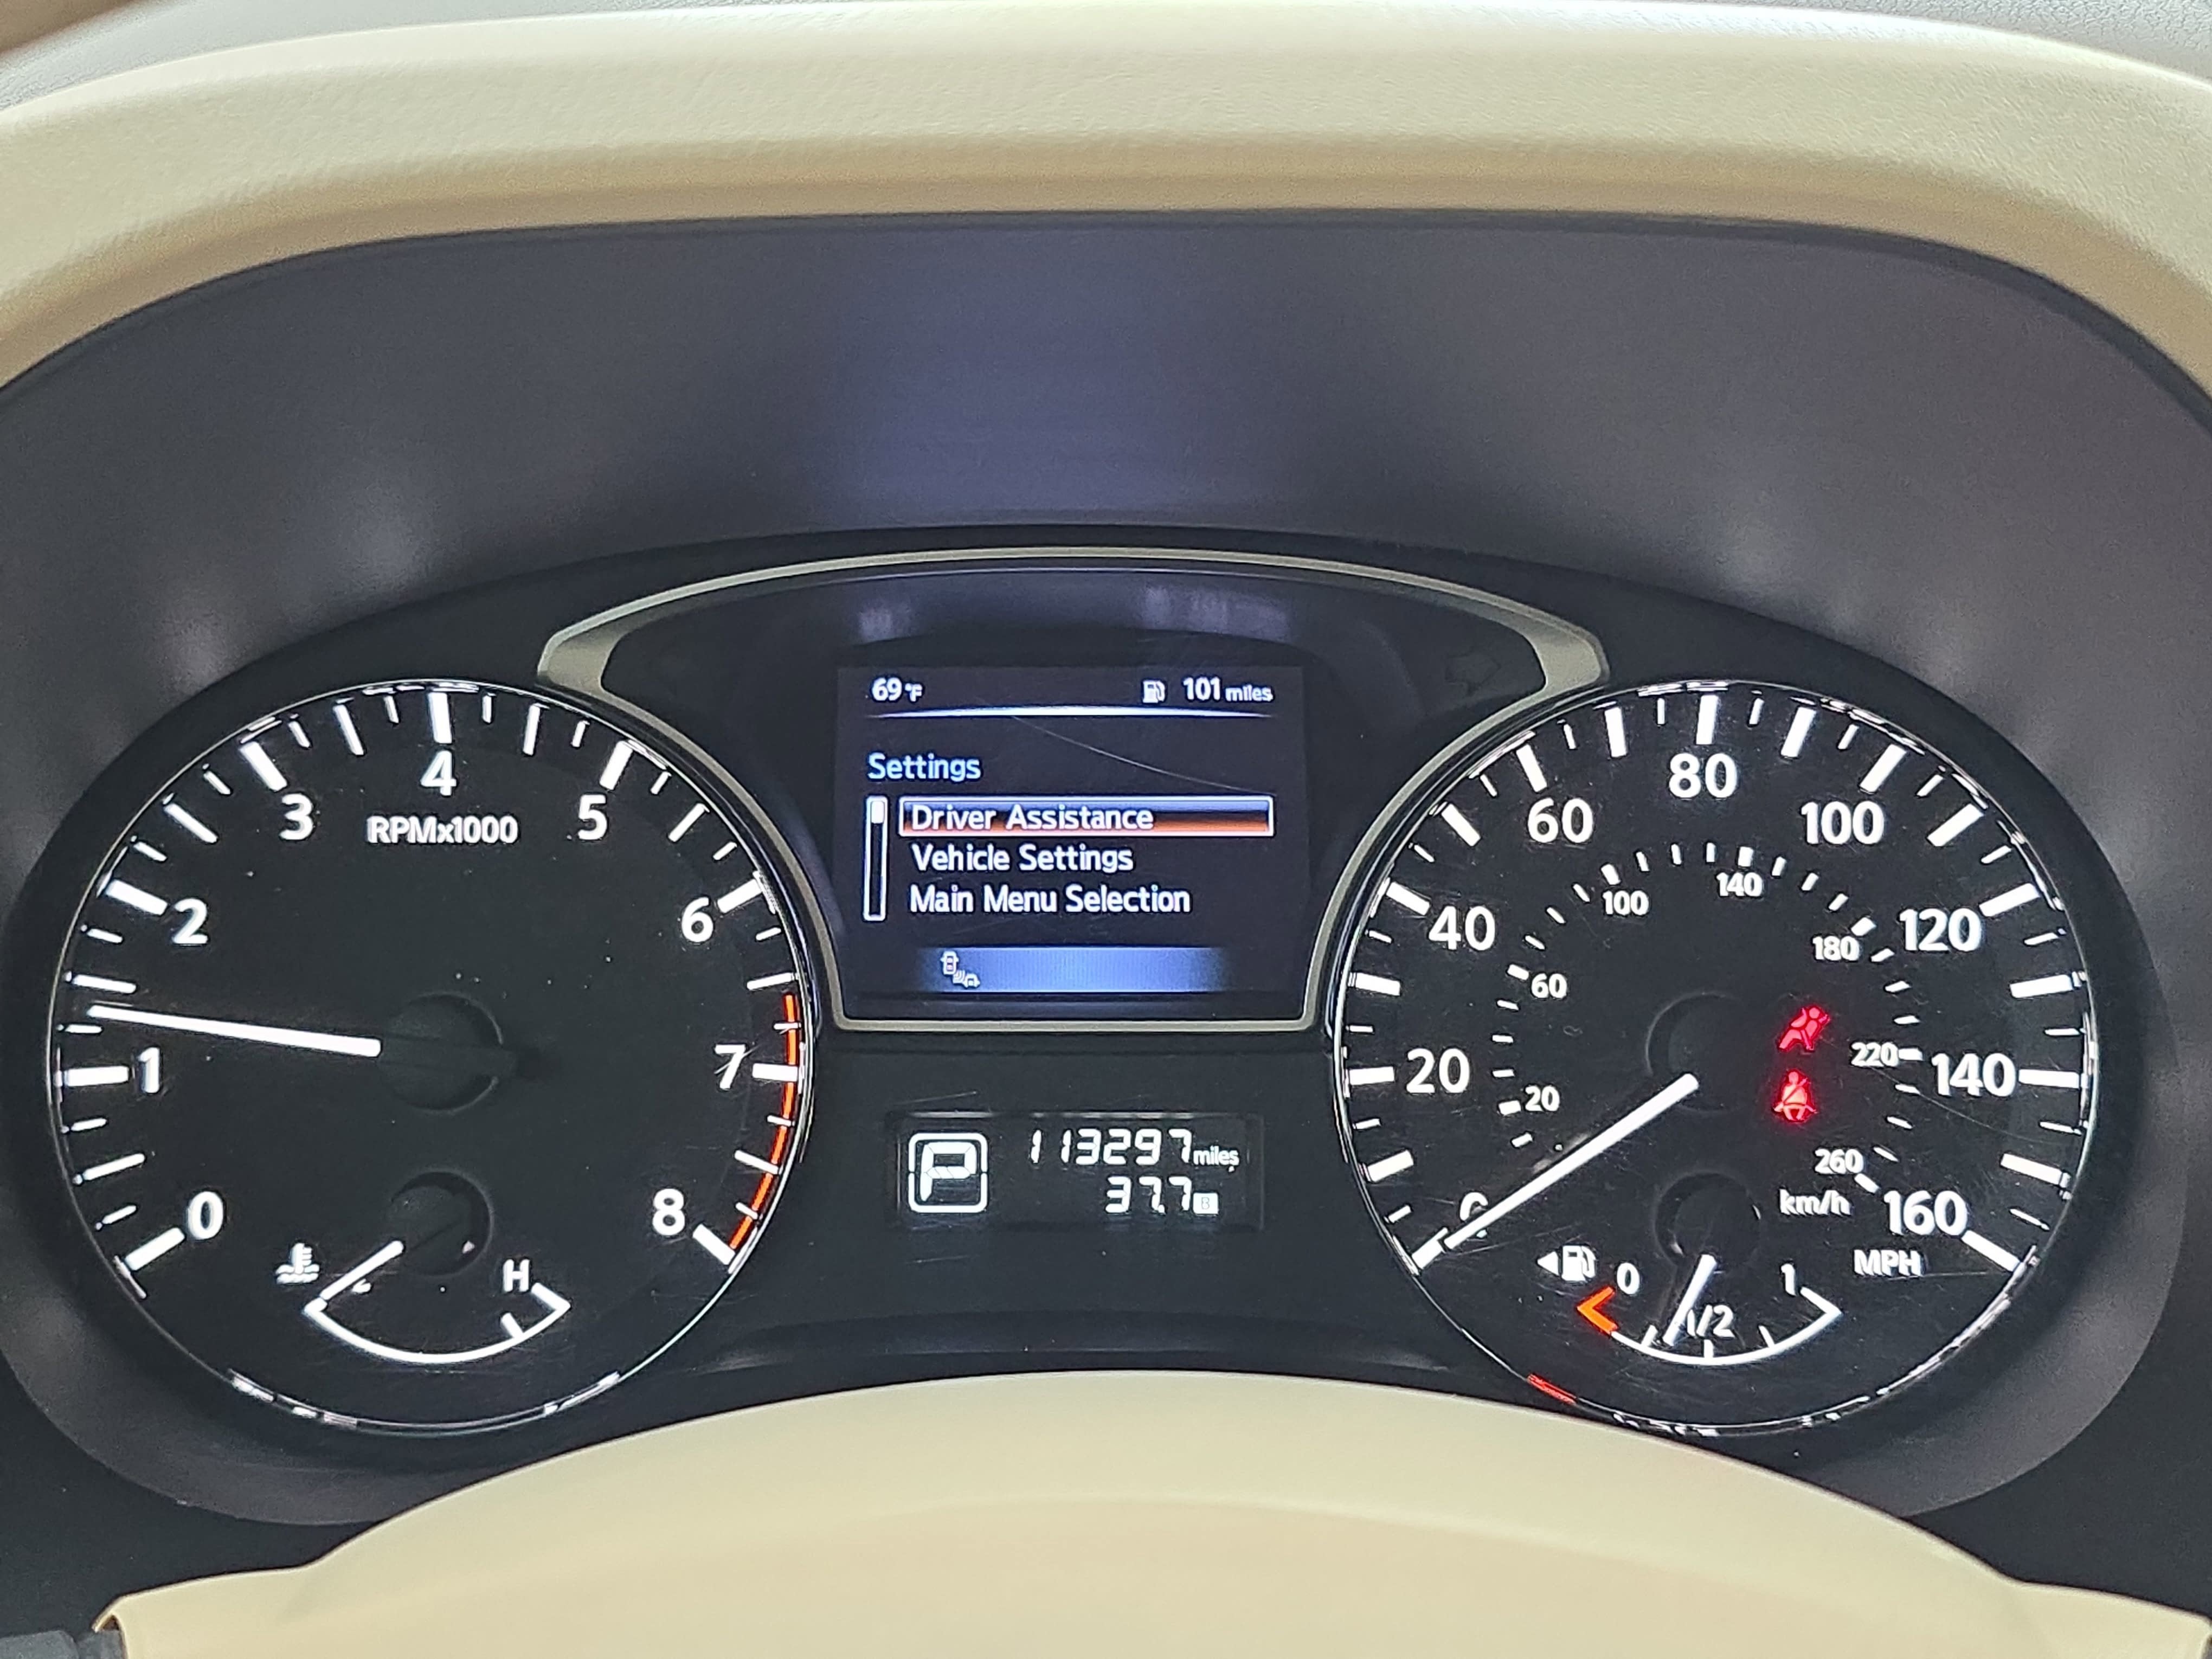 69°F 101 miles
Settings
Driver Assistance
Vehicle Settings
Main Menu Selection
0 1 2 3 4 5 6 7 8
RPMx1000
H
P
113297 miles
37.7 B
20 40 60 80 100 120 140 160
MPH
20 60 100 140 180 220 260
km/h
0 1/2 1